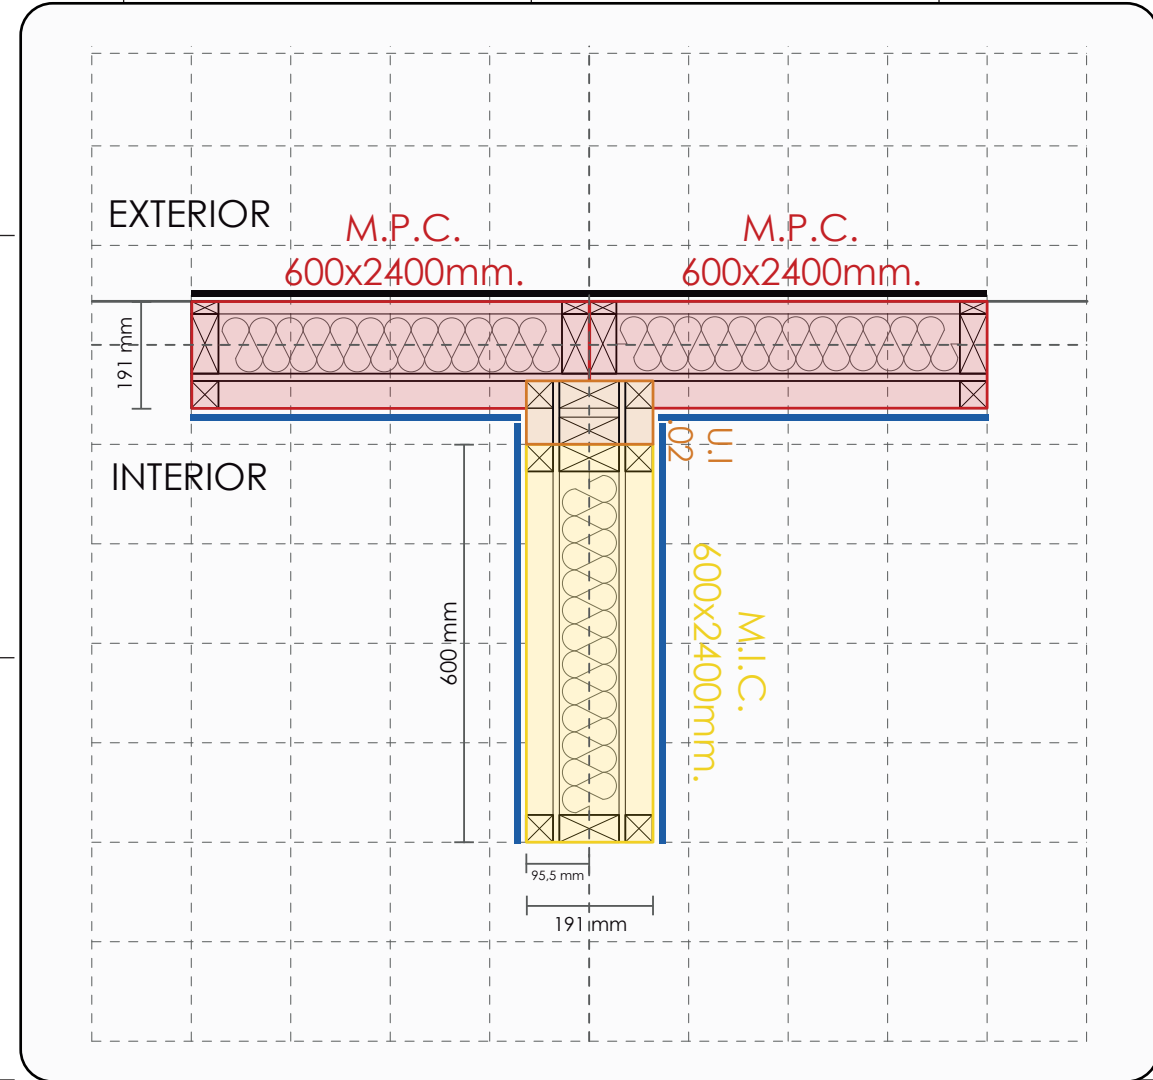 EXTERIOR
M.P.C.
600x2400mm.
M.P.C.
600x2400mm.
191 mm
INTERIOR
U.I
.02
600 mm
M.I.C.
600x2400mm.
95,5 mm
191 mm